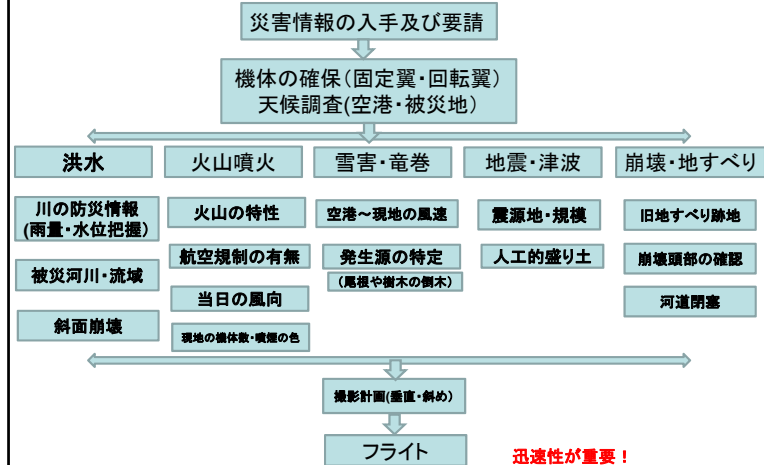 災害情報の入手及び要請
機体の確保（固定翼・回転翼）
天候調査(空港・被災地）
洪水
火山噴火
雪害・竜巻
地震・津波
崩壊・地すべり
川の防災情報
(雨量・水位把握）
被災河川・流域
斜面崩壊
火山の特性
航空規制の有無
当日の風向
現地の機体数・噴煙の色
空港～現地の風速
発生源の特定
（屋根や樹木の倒木）
震源地・規模
人工的盛り土
旧地すべり跡地
崩壊頭部の確認
河道閉塞
撮影計画(垂直・斜め）
フライト
迅速性が重要！